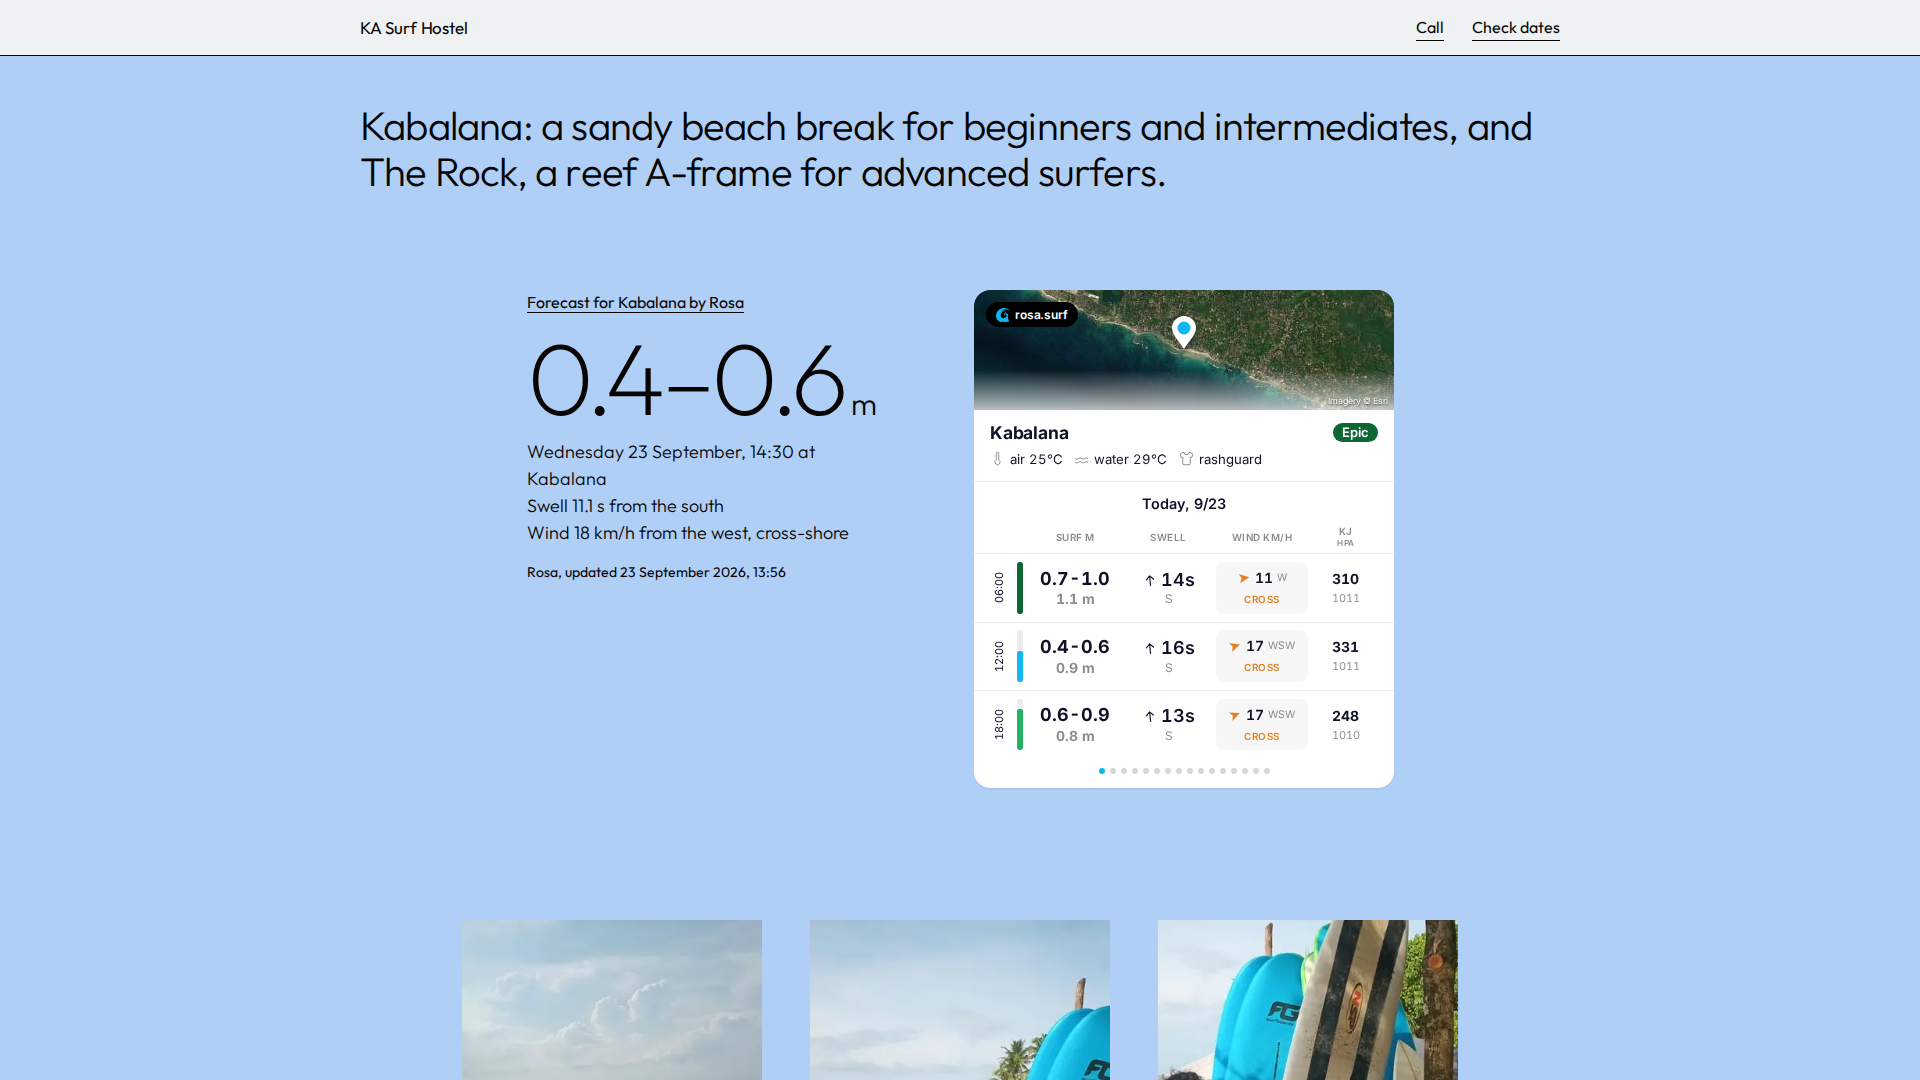 KA Surf Hostel
Call
Check dates
Kabalana: a sandy beach break for beginners and intermediates, and
The Rock, a reef A-frame for advanced surfers.
Forecast for Kabalana by Rosa
0.4–0.6 m
Wednesday 23 September, 14:30 at
Kabalana
Swell 11.1 s from the south
Wind 18 km/h from the west, cross-shore
Rosa, updated 23 September 2026, 13:56
rosa.surf
Imagery © Esri
Kabalana
Epic
air 25°C water 29°C rashguard
Today, 9/23
SURF M SWELL WIND KM/H KJ
HPA
06:00
0.7-1.0 14s 11 W 310
1.1 m S CROSS 1011
12:00
0.4-0.6 16s 17 WSW 331
0.9 m S CROSS 1011
18:00
0.6-0.9 13s 17 WSW 248
0.8 m S CROSS 1010